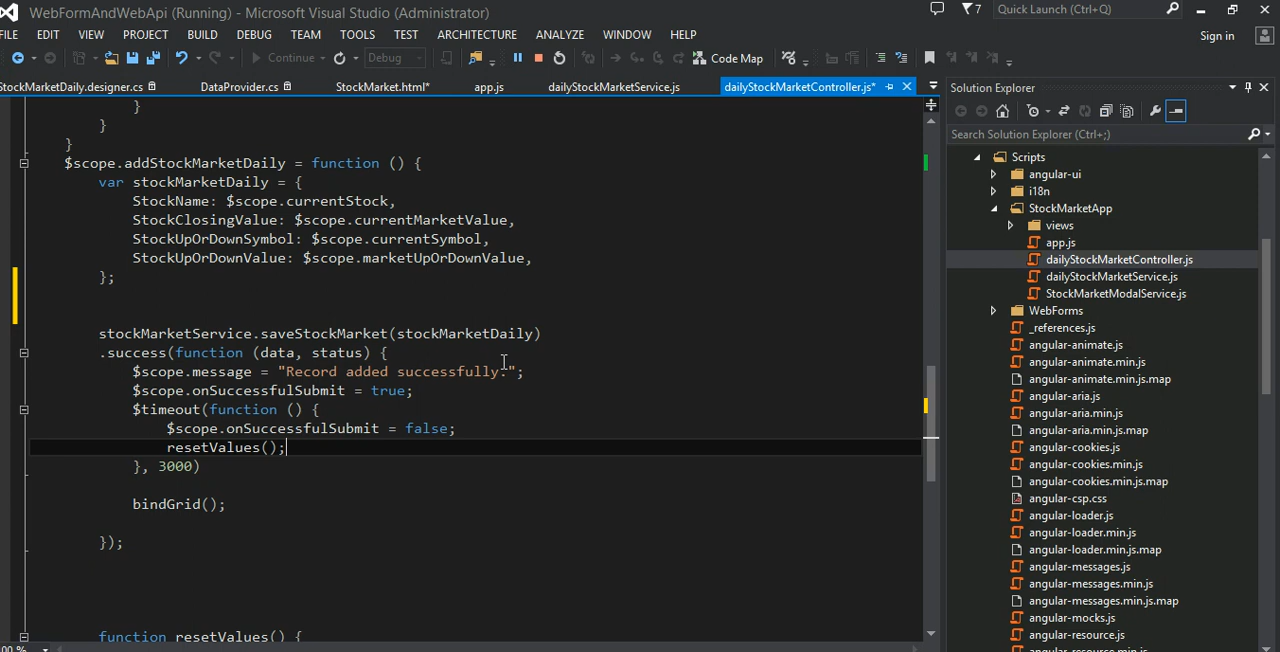 WebFormAndWebApi (Running) - Microsoft Visual Studio (Administrator)
7
Quick Launch (Ctrl+Q)
FILE EDIT VIEW PROJECT BUILD DEBUG TEAM TOOLS TEST ARCHITECTURE ANALYZE WINDOW HELP
Sign in
Continue
Debug
Code Map
StockMarketDaily.designer.cs
DataProvider.cs
StockMarket.html*
app.js
dailyStockMarketService.js
dailyStockMarketController.js*
}
}
}
$scope.addStockMarketDaily = function () {
var stockMarketDaily = {
StockName: $scope.currentStock,
StockClosingValue: $scope.currentMarketValue,
StockUpOrDownSymbol: $scope.currentSymbol,
StockUpOrDownValue: $scope.marketUpOrDownValue,
};
stockMarketService.saveStockMarket(stockMarketDaily)
.success(function (data, status) {
$scope.message = "Record added successfully.";
$scope.onSuccessfulSubmit = true;
$timeout(function () {
$scope.onSuccessfulSubmit = false;
resetValues();
}, 3000)
bindGrid();
});
function resetValues() {
00 %
Solution Explorer
Search Solution Explorer (Ctrl+;)
Scripts
angular-ui
i18n
StockMarketApp
views
app.js
dailyStockMarketController.js
dailyStockMarketService.js
StockMarketModalService.js
WebForms
_references.js
angular-animate.js
angular-animate.min.js
angular-animate.min.js.map
angular-aria.js
angular-aria.min.js
angular-aria.min.js.map
angular-cookies.js
angular-cookies.min.js
angular-cookies.min.js.map
angular-csp.css
angular-loader.js
angular-loader.min.js
angular-loader.min.js.map
angular-messages.js
angular-messages.min.js
angular-messages.min.js.map
angular-mocks.js
angular-resource.js
angular-resource.min.js